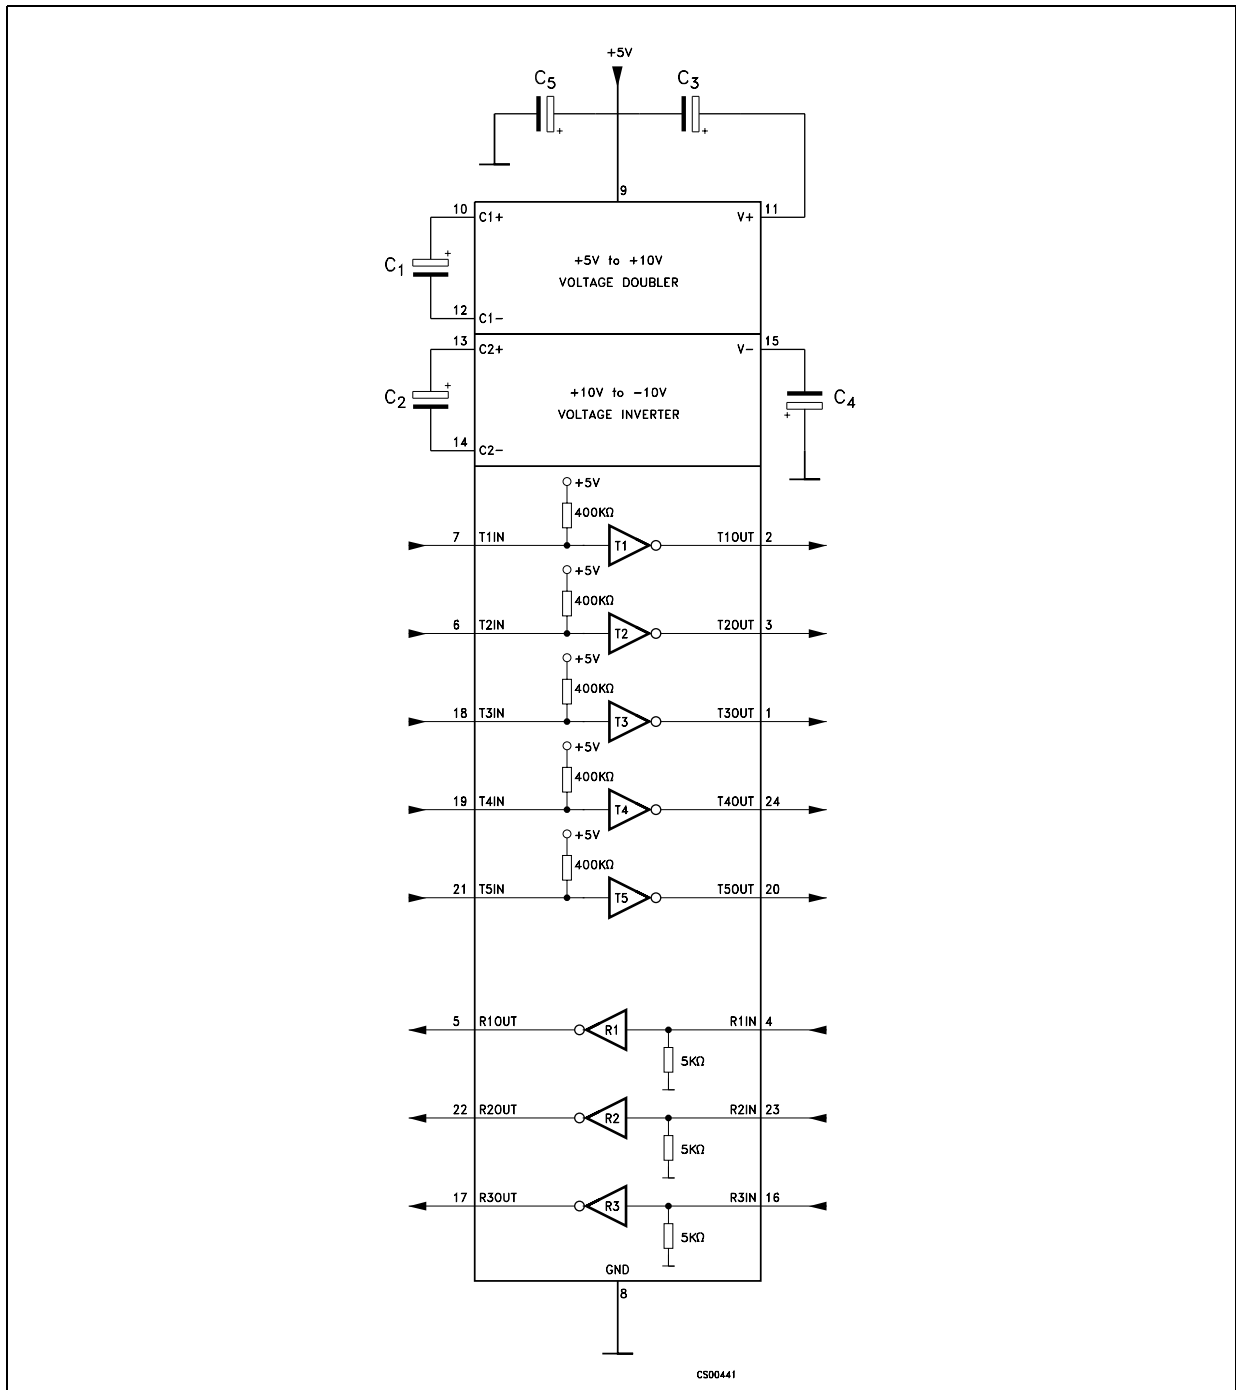 +5V
C5
C3
+
+
9
10
C1+
V+
11
+5V to +10V
VOLTAGE DOUBLER
C1
+
12
C1-
13
C2+
V-
15
+10V to -10V
VOLTAGE INVERTER
C2
+
C4
+
14
C2-
+5V
400KΩ
7
T1IN
T1
T1OUT
2
+5V
400KΩ
6
T2IN
T2
T2OUT
3
+5V
400KΩ
18
T3IN
T3
T3OUT
1
+5V
400KΩ
19
T4IN
T4
T4OUT
24
+5V
400KΩ
21
T5IN
T5
T5OUT
20
5
R1OUT
R1
R1IN
4
5KΩ
22
R2OUT
R2
R2IN
23
5KΩ
17
R3OUT
R3
R3IN
16
5KΩ
GND
8
CS00441